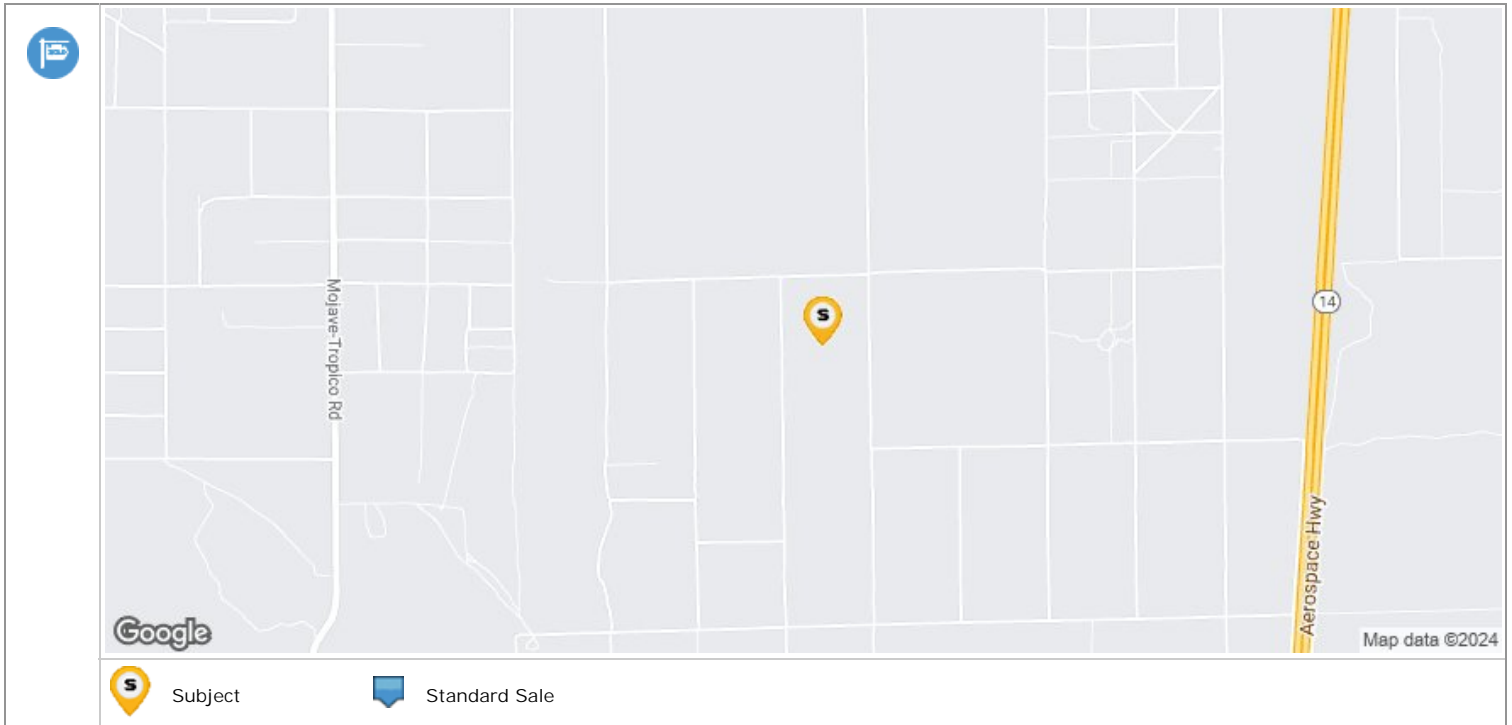 Mojave-Tropico Rd
S
14
Aerospace Hwy
Google
Map data ©2024
S
Subject
Standard Sale